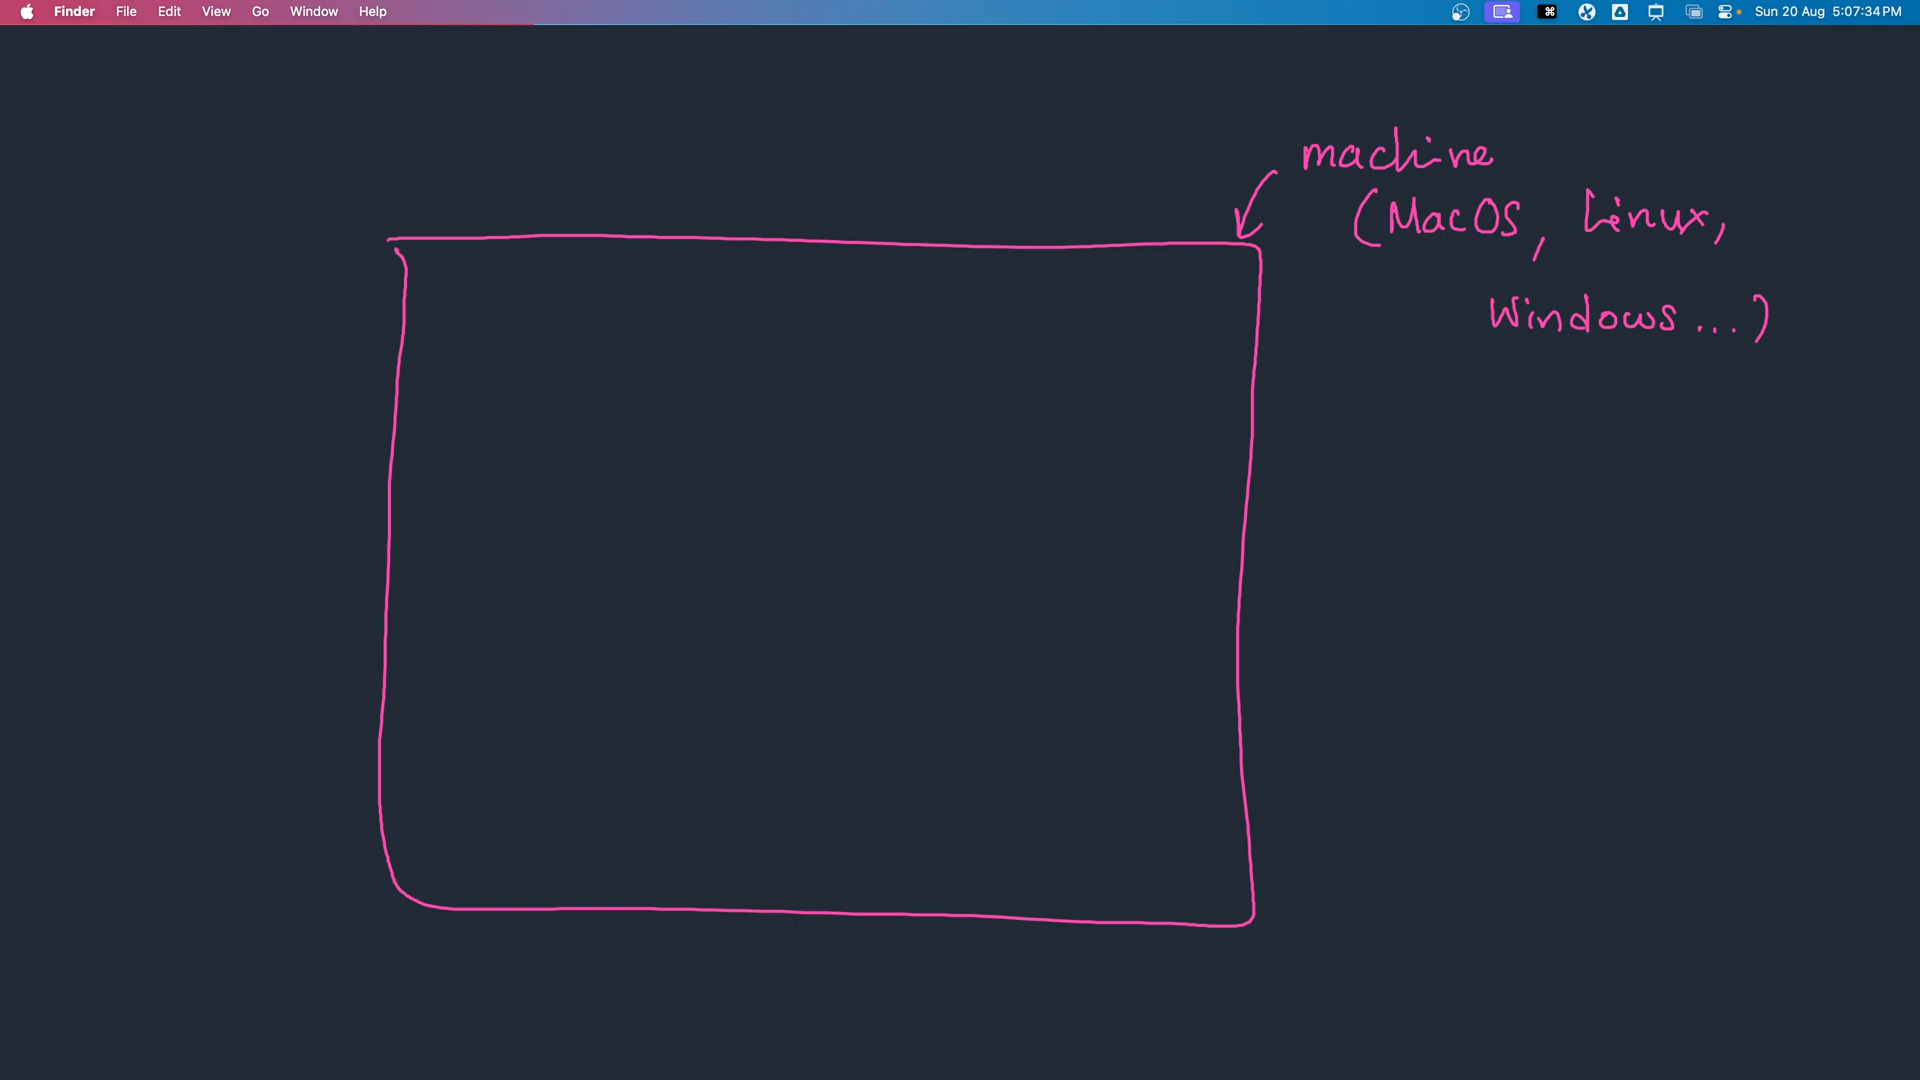 Finder File Edit View Go Window Help Sun 20 Aug 5:07:34 PM
machine
(MacOS, Linux,
Windows ...)